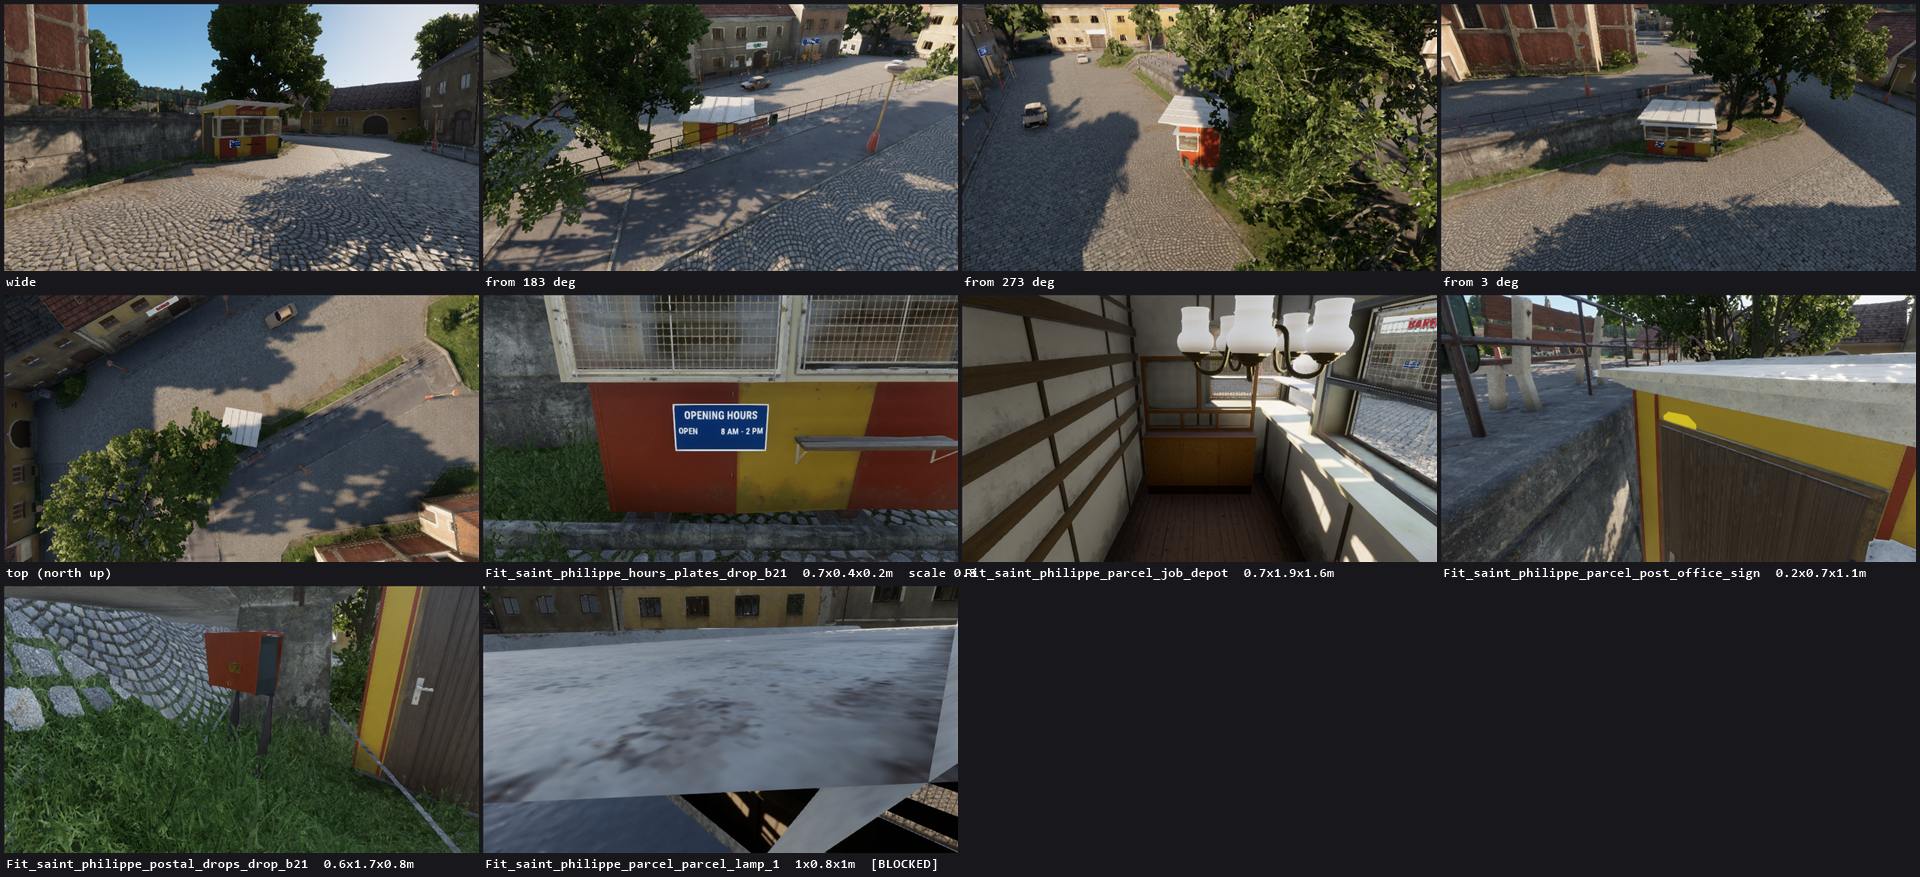 wide
from 183 deg
from 273 deg
from 3 deg
OPENING HOURS
OPEN 8 AM - 2 PM
top (north up)
Fit_saint_philippe_hours_plates_drop_b21 0.7x0.4x0.2m scale
Fit_saint_philippe_parcel_job_depot 0.7x1.9x1.6m
Fit_saint_philippe_parcel_post_office_sign 0.2x0.7x1.1m
Fit_saint_philippe_postal_drops_drop_b21 0.6x1.7x0.8m
Fit_saint_philippe_parcel_parcel_lamp_1 1x0.8x1m [BLOCKED]